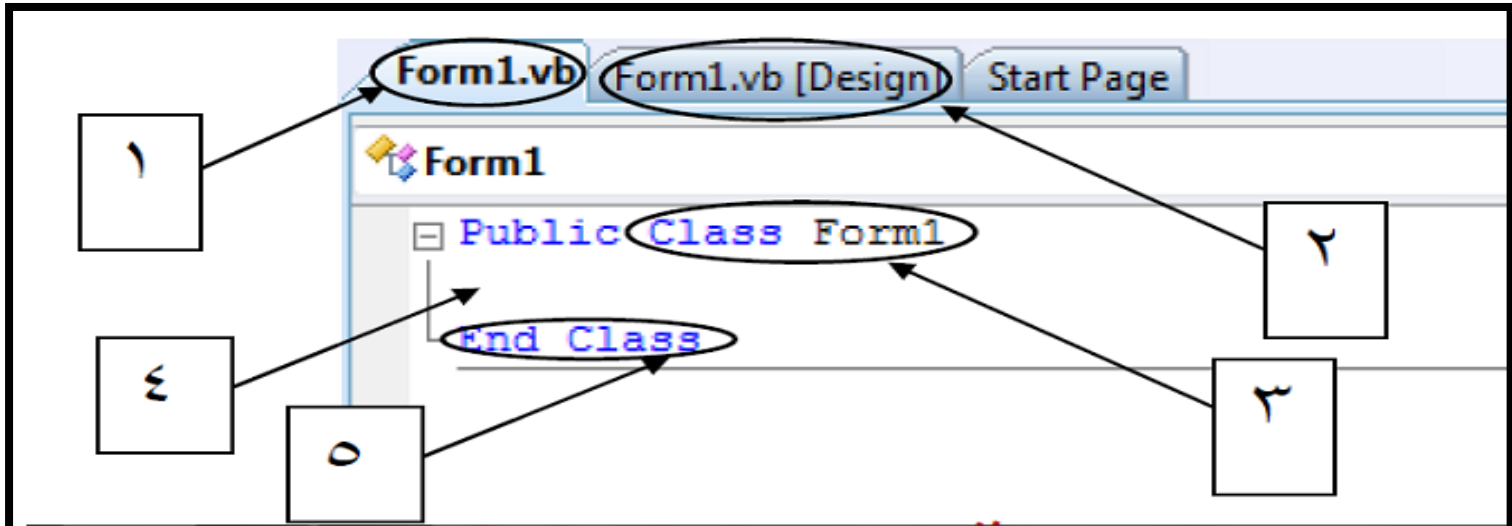 Form1.vb Form1.vb [Design] Start Page
١
Form1
Public Class Form1
٢
End Class
٤
٣
٥